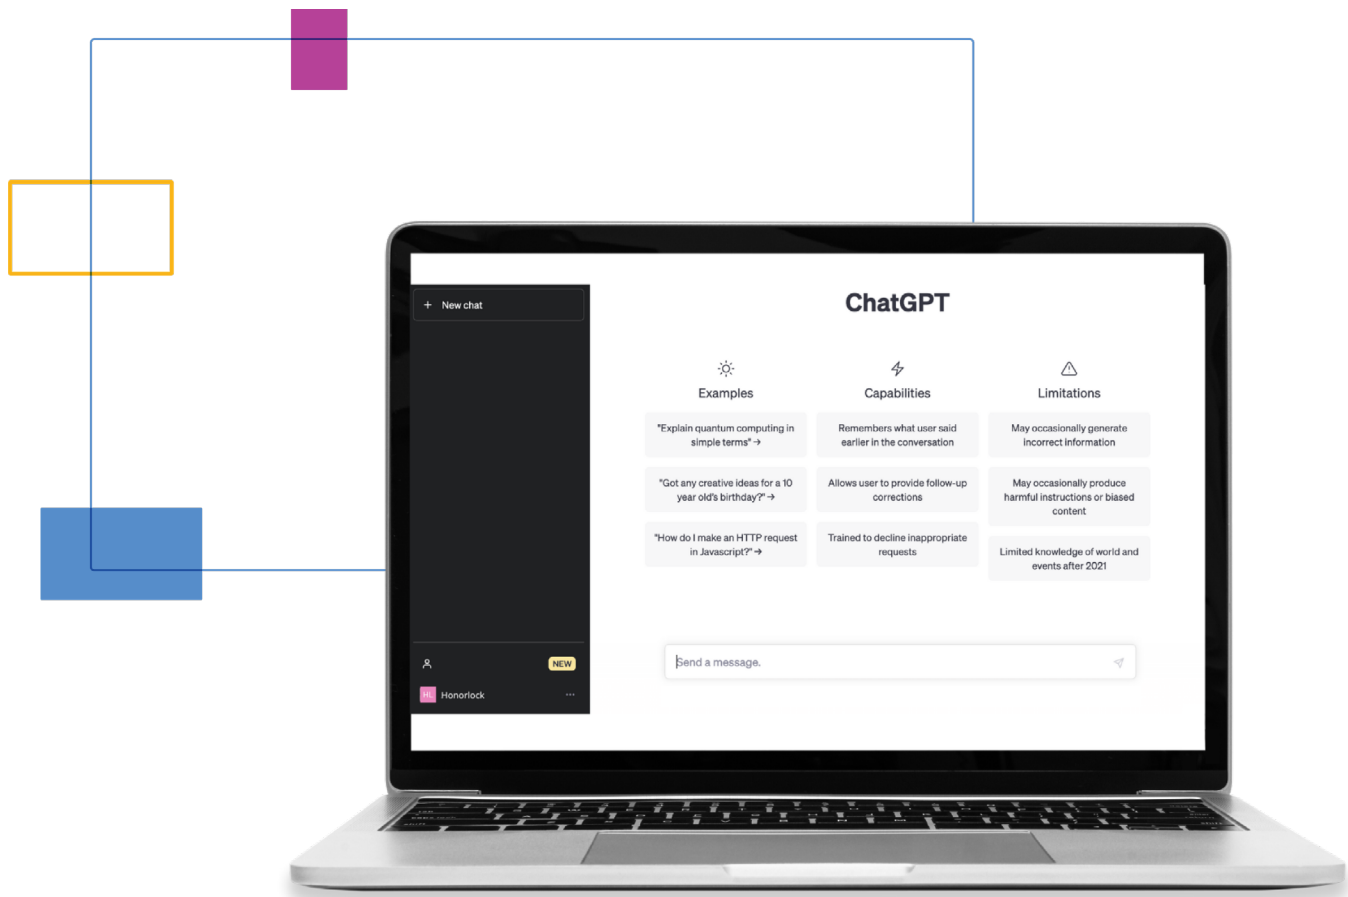 + New chat
ChatGPT
Examples
"Explain quantum computing in
simple terms" →
"Got any creative ideas for a 10
year old's birthday?" →
"How do I make an HTTP request
in Javascript?" →
Capabilities
Remembers what user said
earlier in the conversation
Allows user to provide follow-up
corrections
Trained to decline inappropriate
requests
Limitations
May occasionally generate
incorrect information
May occasionally produce
harmful instructions or biased
content
Limited knowledge of world and
events after 2021
Send a message.
NEW
HL Honorlock